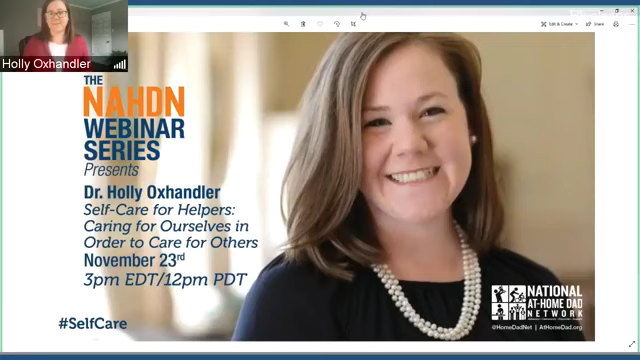 Holly Oxhandler
Edit & Create
Share
THE
NAHDN
WEBINAR
SERIES
Presents
Dr. Holly Oxhandler
Self-Care for Helpers:
Caring for Ourselves in
Order to Care for Others
November 23rd
3pm EDT/12pm PDT
#SelfCare
NATIONAL
AT-HOME DAD
NETWORK
@HomeDadNet | AtHomeDad.org